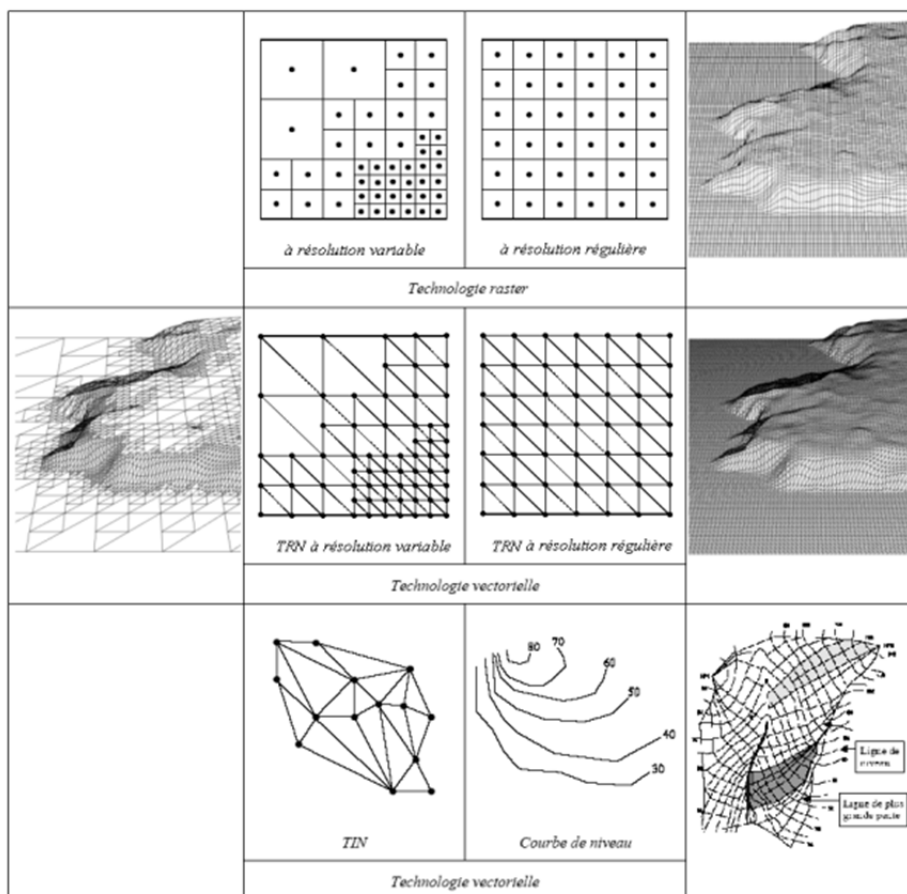 à résolution variable
à résolution régulière
Technologie raster
TRN à résolution variable
TRN à résolution régulière
Technologie vectorielle
80
70
60
50
40
30
Ligne de
niveau
Ligne de plus
grande pente
TIN
Courbe de niveau
Technologie vectorielle